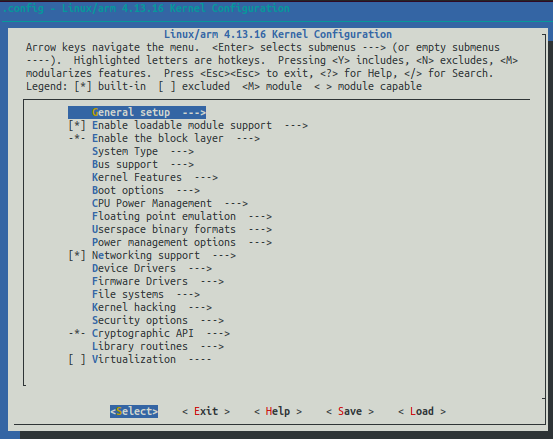 .config - Linux/arm 4.13.16 Kernel Configuration
Linux/arm 4.13.16 Kernel Configuration
Arrow keys navigate the menu.  <Enter> selects submenus ---> (or empty submenus
----).  Highlighted letters are hotkeys.  Pressing <Y> includes, <N> excludes, <M>
modularizes features.  Press <Esc><Esc> to exit, <?> for Help, </> for Search.
Legend: [*] built-in  [ ] excluded  <M> module  < > module capable
General setup  --->
[*] Enable loadable module support  --->
-*- Enable the block layer  --->
System Type  --->
Bus support  --->
Kernel Features  --->
Boot options  --->
CPU Power Management  --->
Floating point emulation  --->
Userspace binary formats  --->
Power management options  --->
[*] Networking support  --->
Device Drivers  --->
Firmware Drivers  --->
File systems  --->
Kernel hacking  --->
Security options  --->
-*- Cryptographic API  --->
Library routines  --->
[ ] Virtualization  ----
<Select>    < Exit >    < Help >    < Save >    < Load >